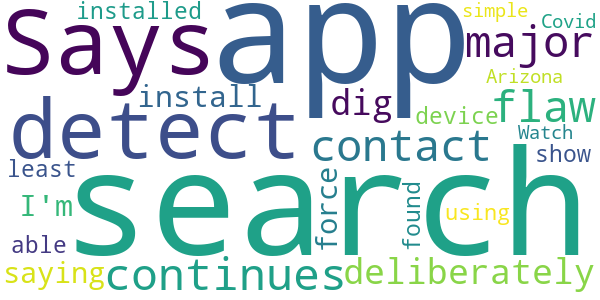 Says
installed
app
simple
Covid
major
Arizona
install
dig
device
flaw
detect
contact
Watch
show
least
search
force
found
I'm
using
able
saying
continues
deliberately